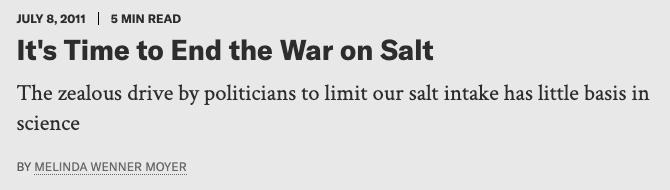 JULY 8, 2011 | 5 MIN READ
It's Time to End the War on Salt
The zealous drive by politicians to limit our salt intake has little basis in
science
BY MELINDA WENNER MOYER